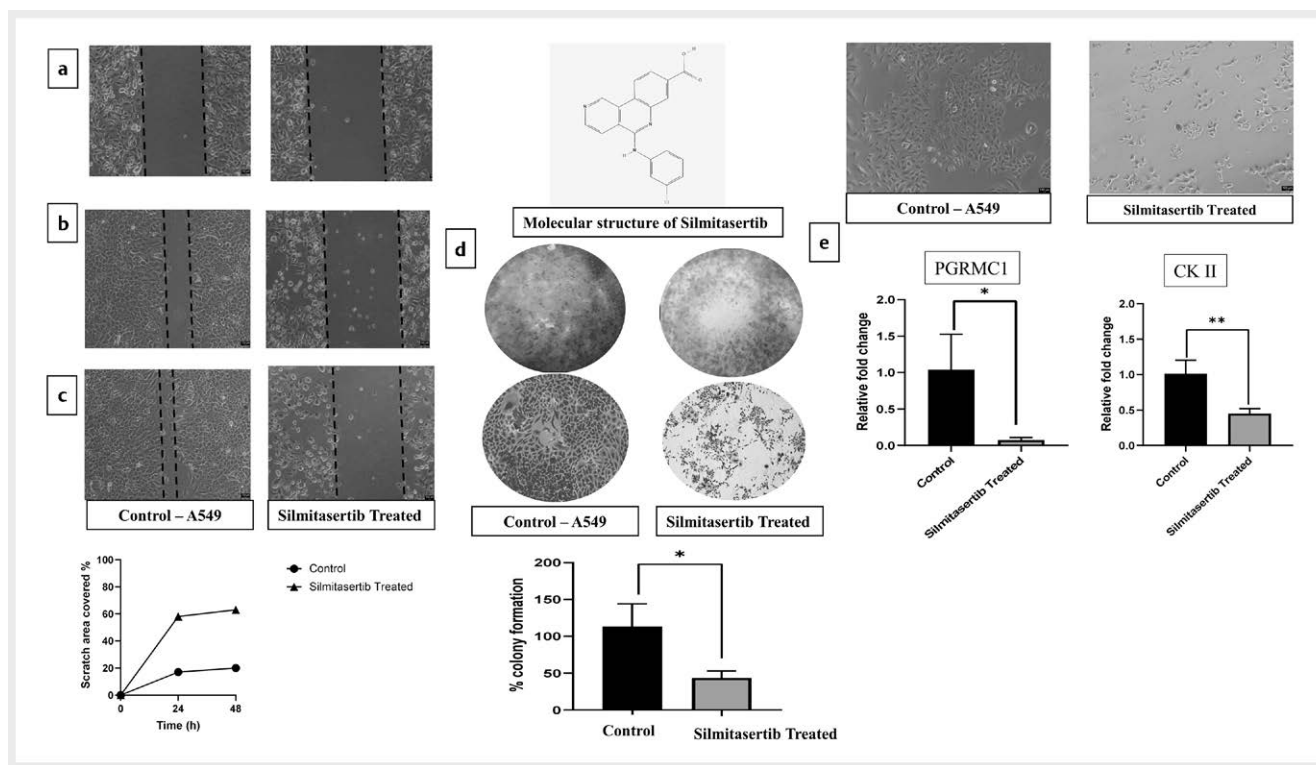 a
b
c
Control – A549
Silmitasertib Treated
Scratch area covered %
100
80
60
40
20
0
0
24
48
Time (h)
Control
Silmitasertib Treated
N
N
N
H
O
H
O
Molecular structure of Silmitasertib
d
Control – A549
Silmitasertib Treated
% colony formation
200
150
100
50
0
*
Control
Silmitasertib Treated
Control – A549
Silmitasertib Treated
e
PGRMC1
Relative fold change
2.0
1.5
1.0
0.5
0.0
*
Control
Silmitasertib Treated
CK II
Relative fold change
2.0
1.5
1.0
0.5
0.0
**
Control
Silmitasertib Treated